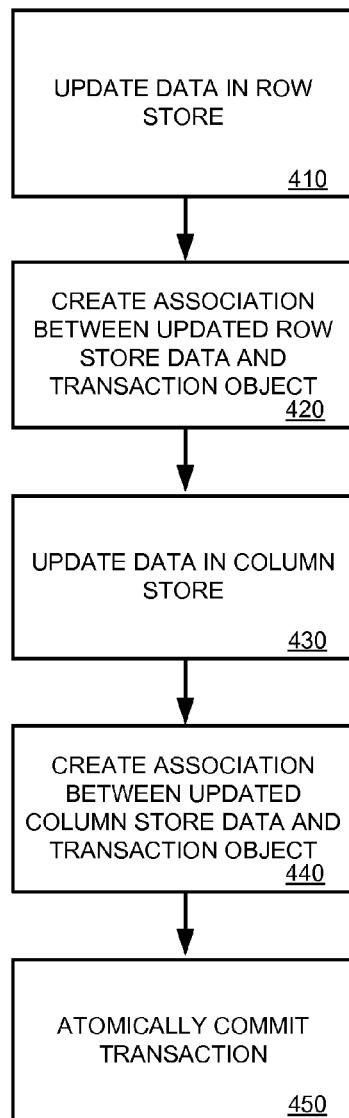 UPDATE DATA IN ROW
STORE
410
CREATE ASSOCIATION
BETWEEN UPDATED ROW
STORE DATA AND
TRANSACTION OBJECT
420
UPDATE DATA IN COLUMN
STORE
430
CREATE ASSOCIATION
BETWEEN UPDATED
COLUMN STORE DATA AND
TRANSACTION OBJECT
440
ATOMICALLY COMMIT
TRANSACTION
450